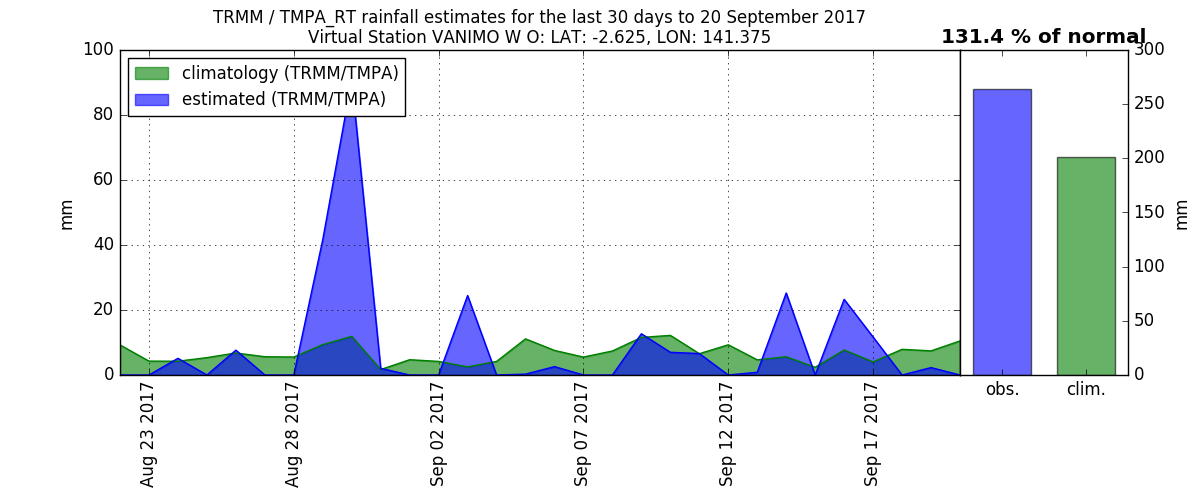 TRMM / TMPA_RT rainfall estimates for the last 30 days to 20 September 2017
Virtual Station VANIMO W O: LAT: -2.625, LON: 141.375
131.4 % of normal
climatology (TRMM/TMPA)
estimated (TRMM/TMPA)
100
80
60
40
20
0
mm
Aug 23 2017
Aug 28 2017
Sep 02 2017
Sep 07 2017
Sep 12 2017
Sep 17 2017
300
250
200
150
100
50
0
mm
obs.
clim.